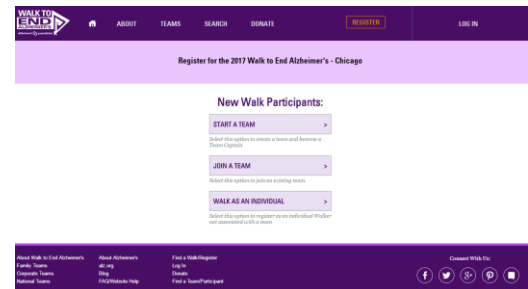 WALK TO
END
ALZHEIMER'S
ABOUT
TEAMS
SEARCH
DONATE
REGISTER
LOG IN
Register for the 2017 Walk to End Alzheimer's - Chicago
New Walk Participants:
START A TEAM >
Select this option to create a team and become a
Team Captain
JOIN A TEAM >
Select this option to join an existing team.
WALK AS AN INDIVIDUAL >
Select this option to register as an individual Walker
not associated with a team
About Walk to End Alzheimer's
Family Teams
Corporate Teams
National Teams
About Alzheimer's
alz.org
Blog
FAQ/Website Help
Find a Walk/Register
Log In
Donate
Find a Team/Participant
Connect With Us: